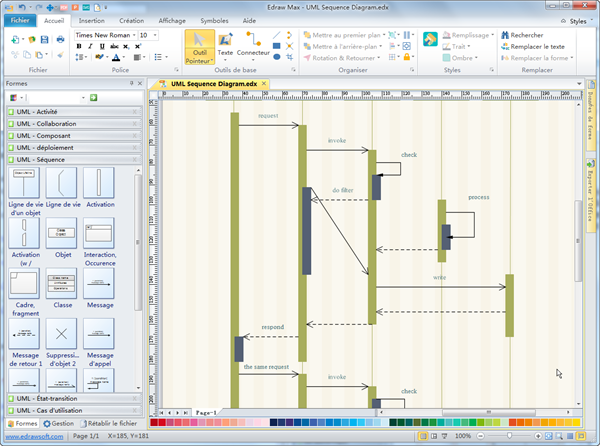 Edraw Max - UML Sequence Diagram.edx
Fichier Accueil Insertion Création Affichage Symboles Aide
Styles
Times New Roman 10
Outil Pointeur
Texte
Connecteur
Mettre au premier plan
Mettre à l'arrière-plan
Rotation & Retourner
Styles
Remplissage
Trait
Ombre
Rechercher
Remplacer le texte
Remplacer la forme
Fichier Police Outils de base Organiser Styles Remplacer
Formes
UML Sequence Diagram.edx
UML - Activité
UML - Collaboration
UML - Composant
UML - déploiement
UML - Séquence
Ligne de vie d'un objet
Ligne de vie
Activation
Activation (w /
Objet
Interaction, Occurence
Cadre, fragment
Classe
Message
Message de retour 1
Suppressi... d'objet 2
Message d'appel
UML - État-transition
UML - Cas d'utilisation
request
invoke
check
do filter
process
write
respond
the same request
invoke
check
Données de forme
Exporter à l'Office
Page-1
Formes Gestion Rétablir le fichier
www.edrawsoft.com Page 1/1 X=185, Y=181 100%